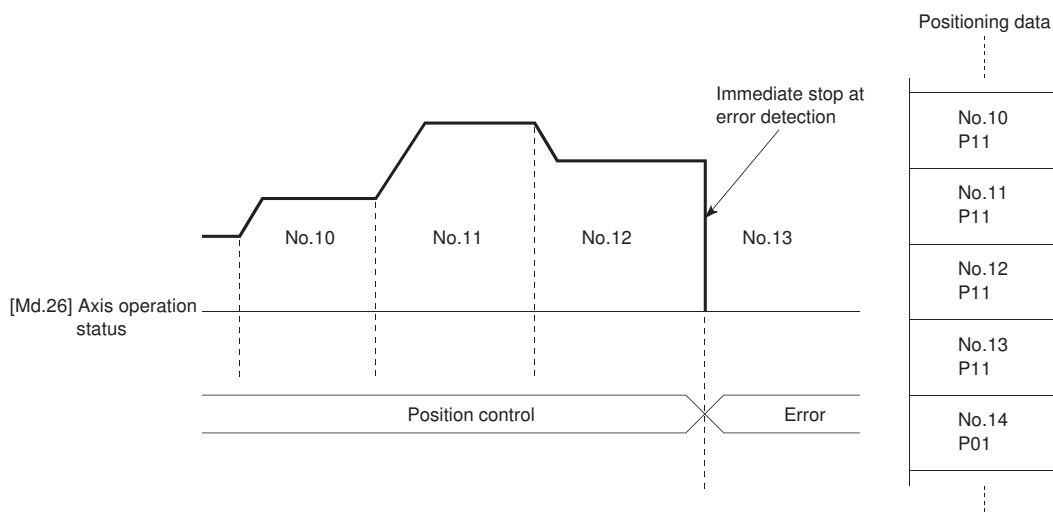 Positioning data
Immediate stop at
error detection
No.10
No.11
No.12
No.13
[Md.26] Axis operation
status
Position control
Error
No.10
P11
No.11
P11
No.12
P11
No.13
P11
No.14
P01